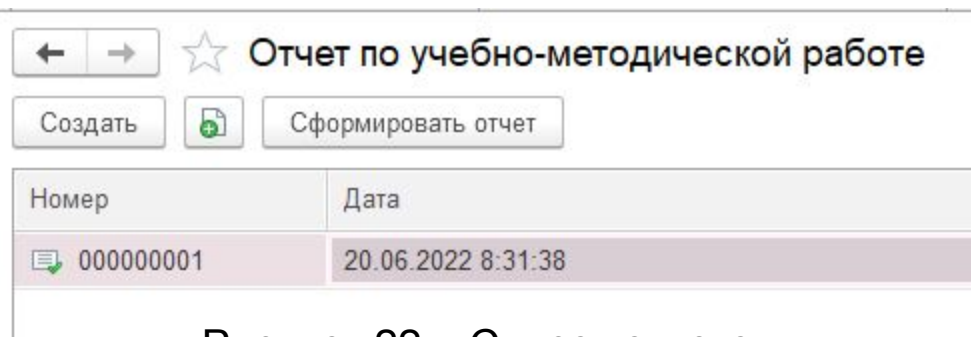 Отчет по учебно-методической работе
Создать Сформировать отчет
Номер Дата
000000001 20.06.2022 8:31:38